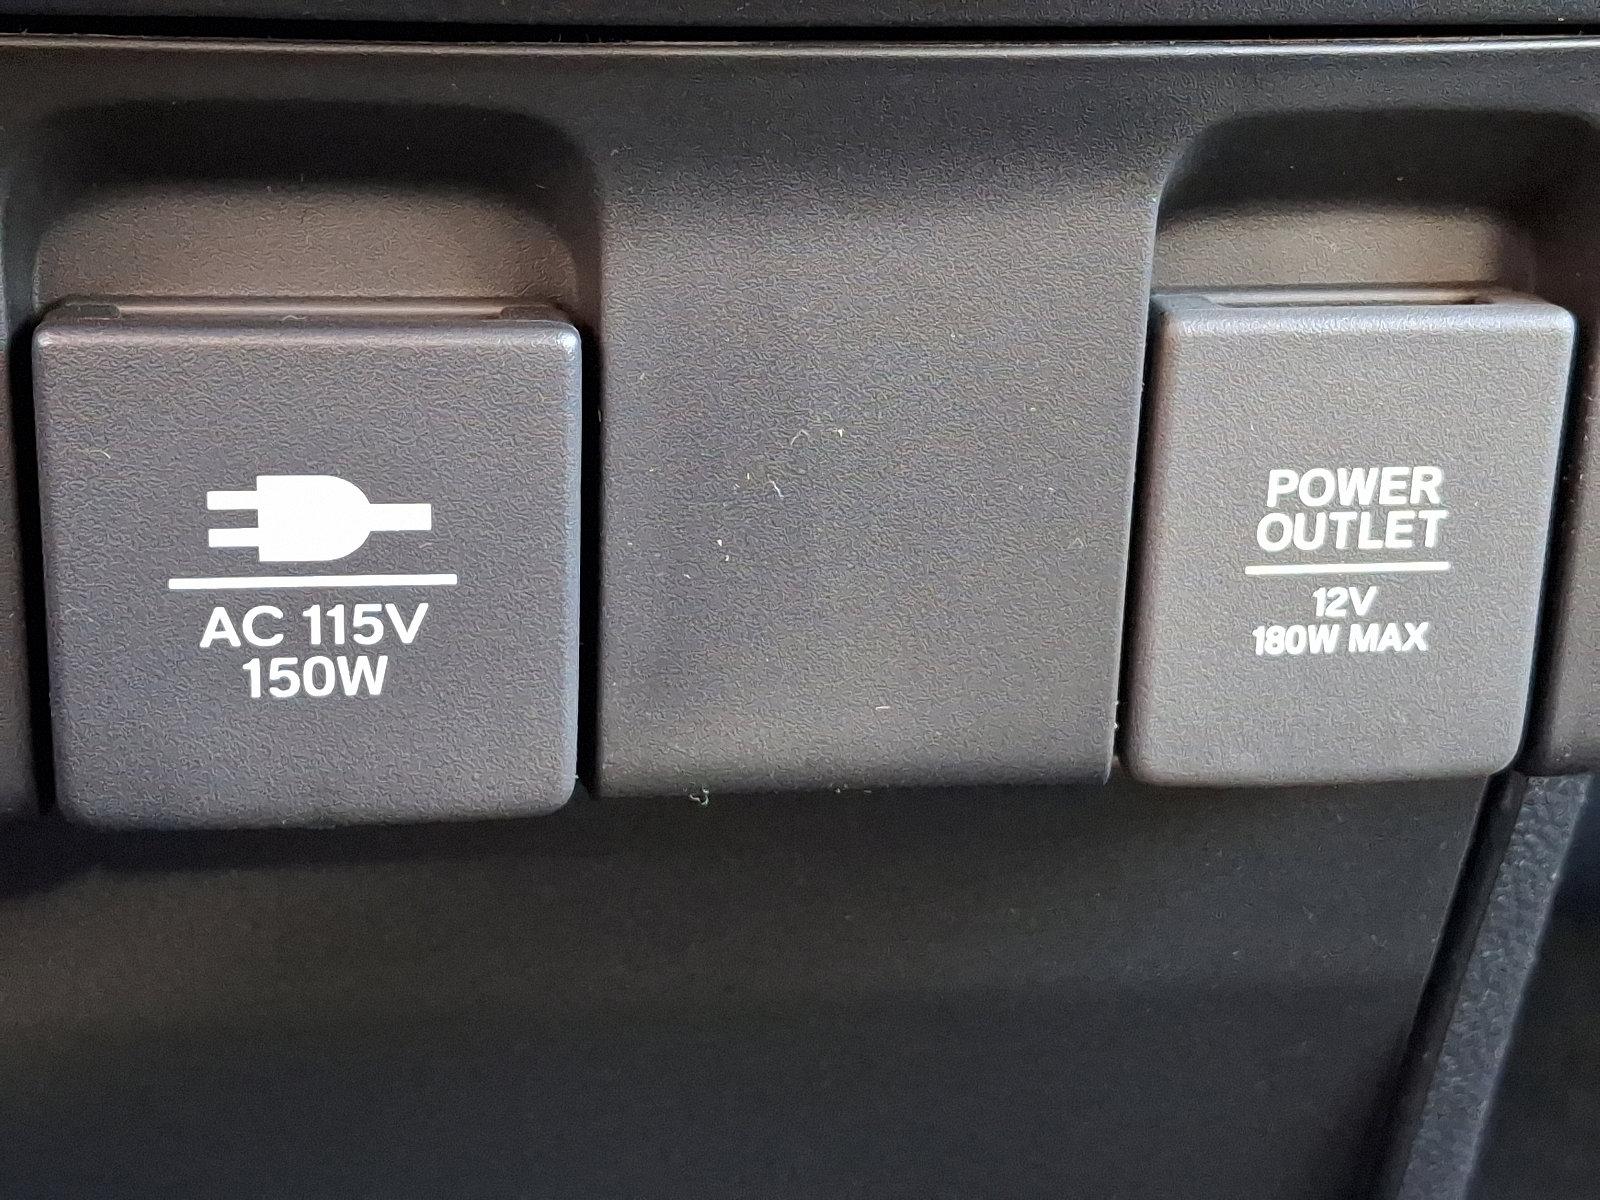 AC 115V
150W
POWER
OUTLET
12V
180W MAX